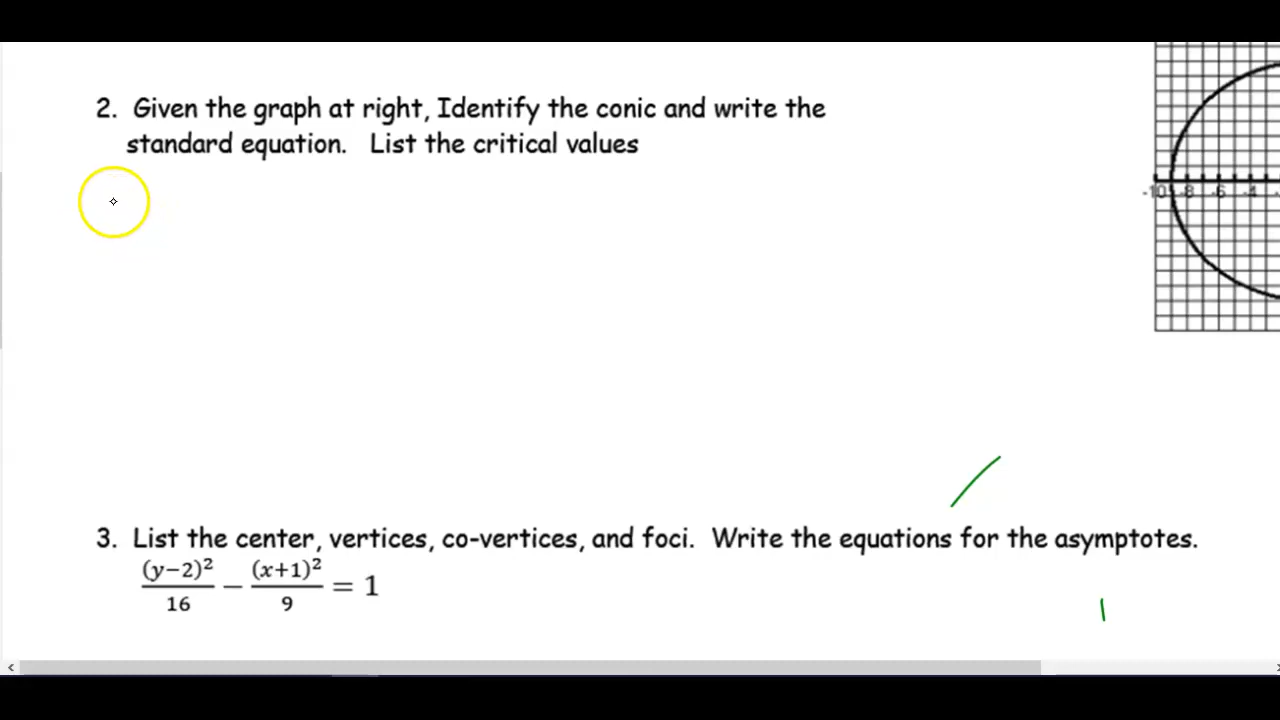 2. Given the graph at right, Identify the conic and write the
standard equation. List the critical values
-10 -8 -6 -4
3. List the center, vertices, co-vertices, and foci. Write the equations for the asymptotes.
(y−2)²/16 − (x+1)²/9 = 1